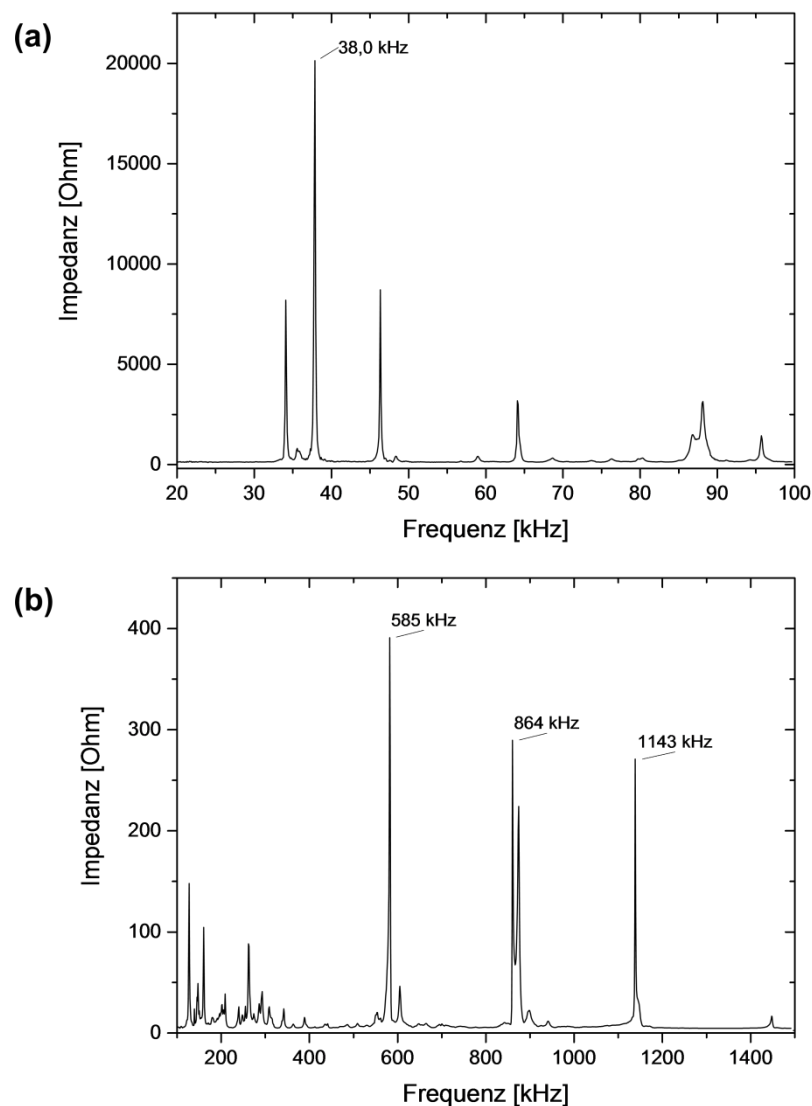 (a)
38,0 kHz
Impedanz [Ohm]
20000
15000
10000
5000
0
20 30 40 50 60 70 80 90 100
Frequenz [kHz]
(b)
585 kHz
864 kHz
1143 kHz
Impedanz [Ohm]
400
300
200
100
0
200 400 600 800 1000 1200 1400
Frequenz [kHz]